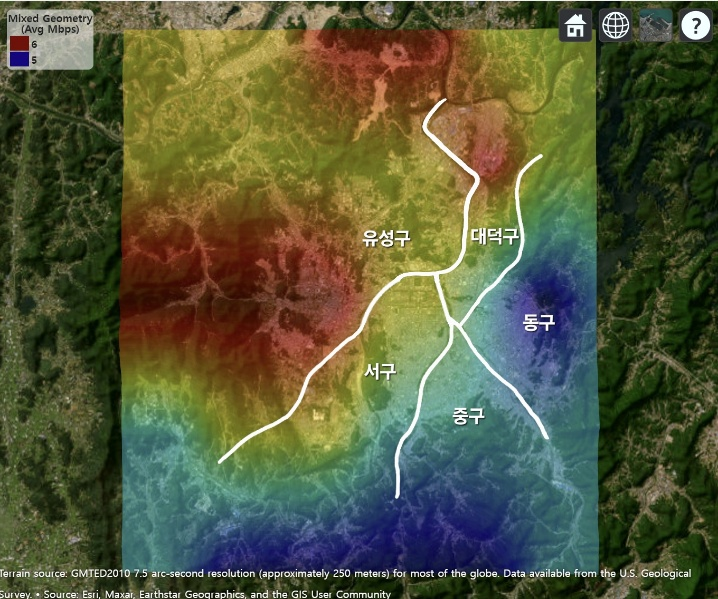 Mixed Geometry
(Avg Mbps)
6
5
?
유성구
대덕구
동구
서구
중구
Terrain source: GMTED2010 7.5 arc-second resolution (approximately 250 meters) for most of the globe. Data available from the U.S. Geological
Survey. • Source: Esri, Maxar, Earthstar Geographics, and the GIS User Community